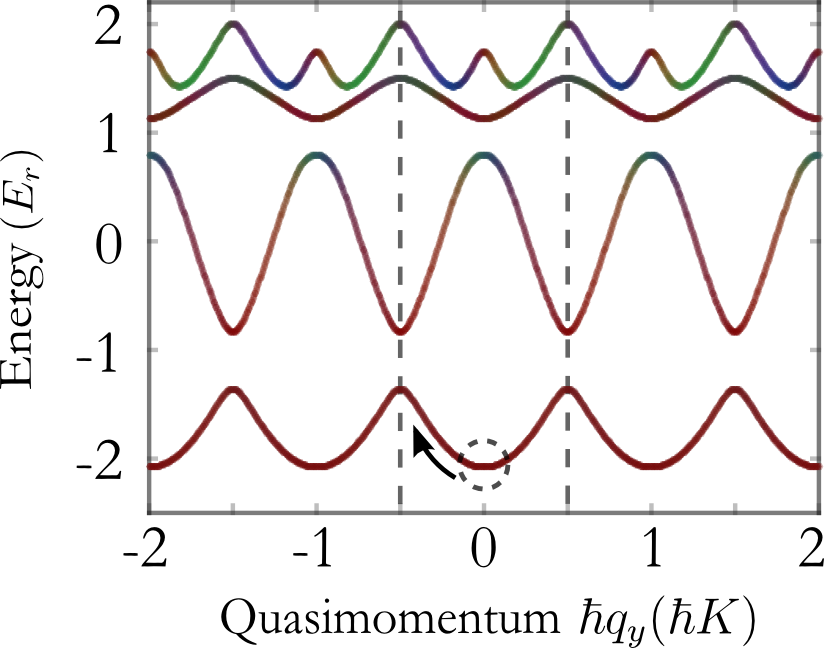 2
1
0
-1
-2
Energy (E_r)
-2 -1 0 1 2
Quasimomentum ħq_y(ħK)